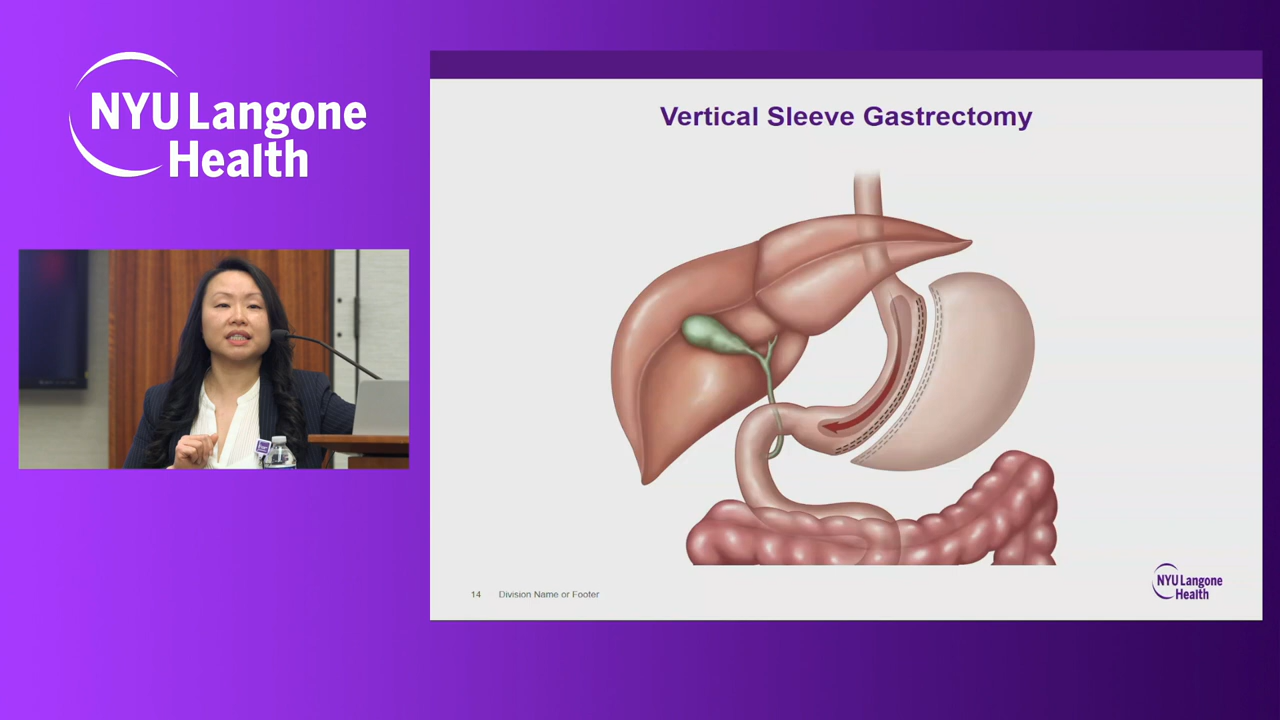 NYU Langone
Health
Vertical Sleeve Gastrectomy
14 Division Name or Footer
NYU Langone
Health